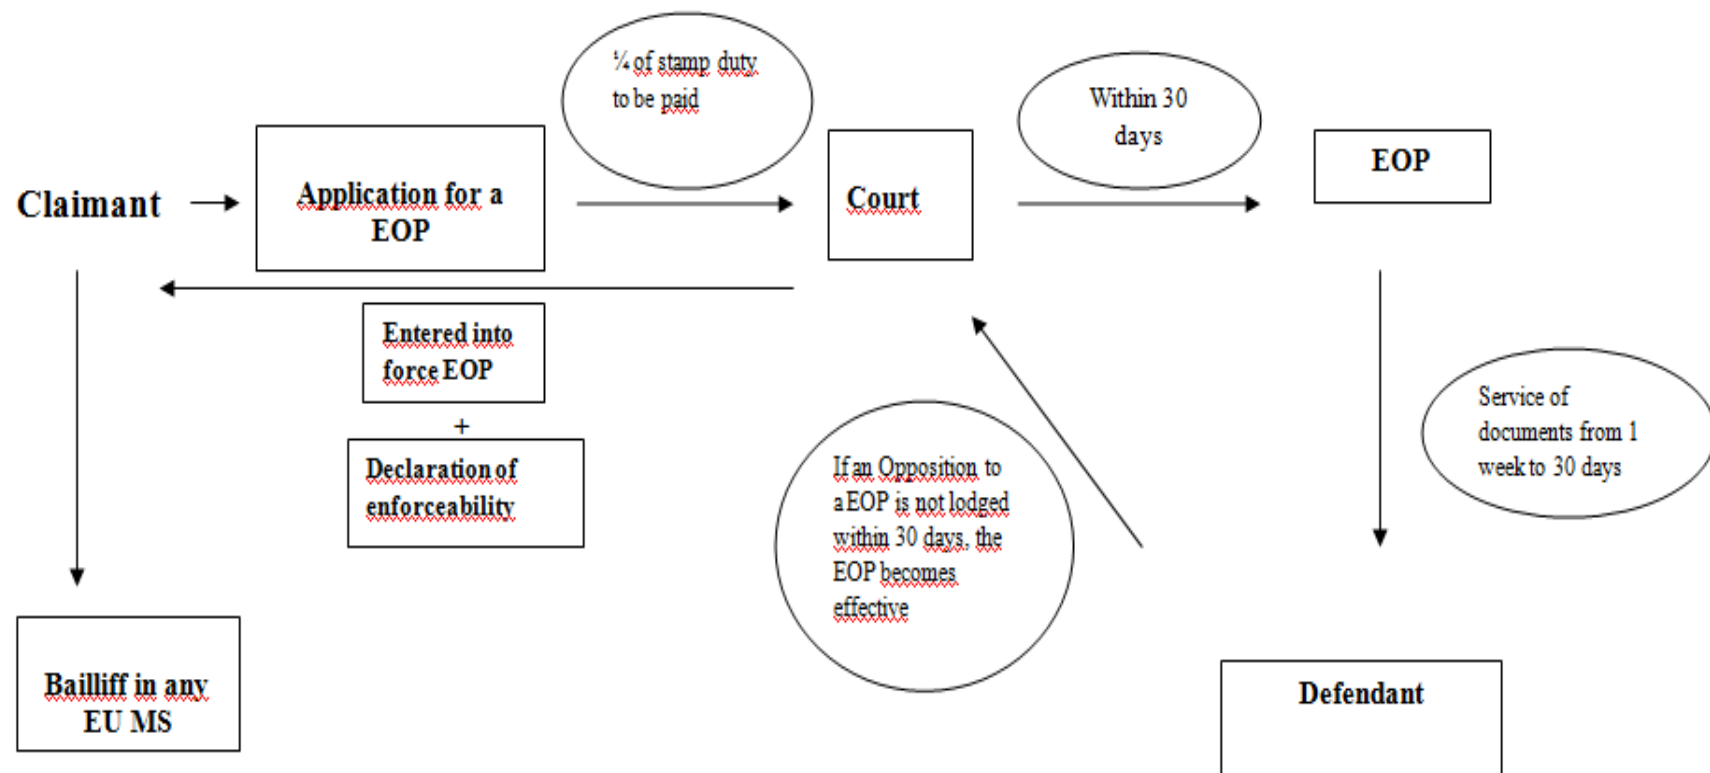 ¼ of stamp duty
to be paid
Within 30
days
EOP
Claimant
Application for a
EOP
Court
Entered into
force EOP
+
Declaration of
enforceability
If an Opposition to
a EOP is not lodged
within 30 days, the
EOP becomes
effective
Service of
documents from 1
week to 30 days
Bailliff in any
EU MS
Defendant